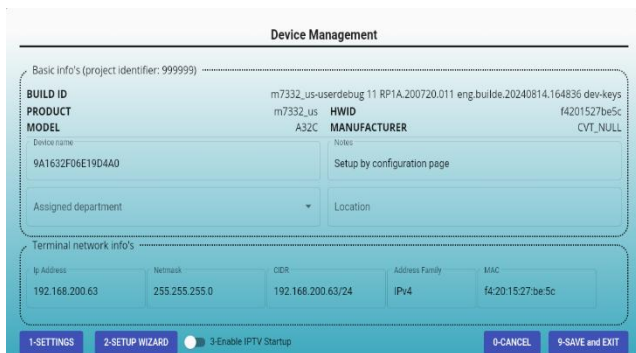 Device Management
Basic info's (project identifier: 999999)
BUILD ID m7332_us-userdebug 11 RP1A.200720.011 eng.builde.20240814.164836 dev-keys
PRODUCT m7332_us HWID f4201527be5c
MODEL A32C MANUFACTURER CVT_NULL
Device name Notes
9A1632F06E19D4A0 Setup by configuration page
Assigned department Location
Terminal network info's
Ip Address Netmask CIDR Address Family MAC
192.168.200.63 255.255.255.0 192.168.200.63/24 IPv4 f4:20:15:27:be:5c
1-SETTINGS 2-SETUP WIZARD 3-Enable IPTV Startup 0-CANCEL 9-SAVE and EXIT